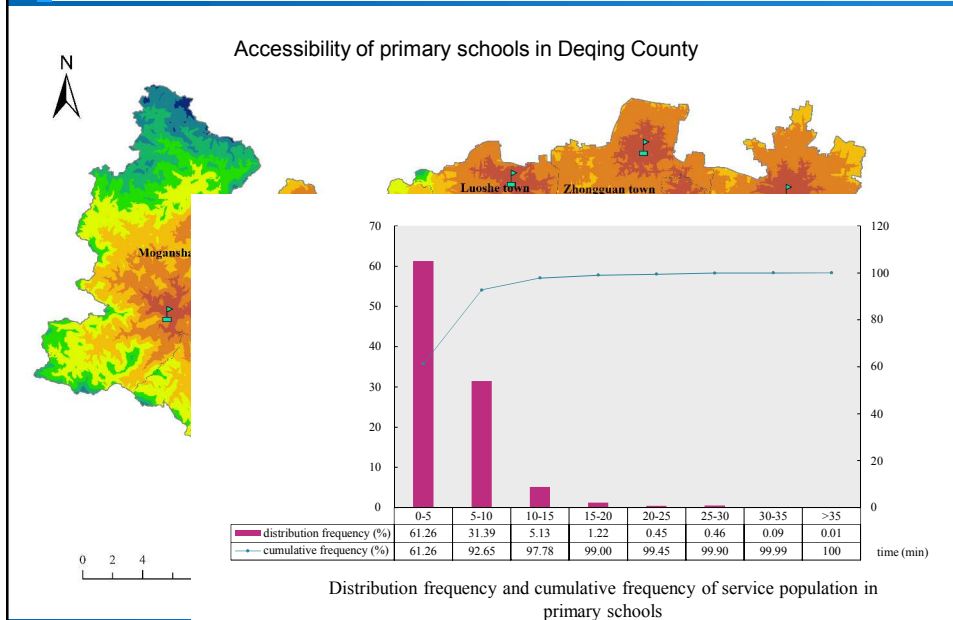 Accessibility of primary schools in Deqing County
N
Luoshe town
Zhongguan town
70
60
50
40
30
20
10
0
120
100
80
60
40
20
0
0-5 5-10 10-15 15-20 20-25 25-30 30-35 >35
distribution frequency (%) 61.26 31.39 5.13 1.22 0.45 0.46 0.09 0.01
cumulative frequency (%) 61.26 92.65 97.78 99.00 99.45 99.90 99.99 100
time (min)
0 2 4
Distribution frequency and cumulative frequency of service population in
primary schools